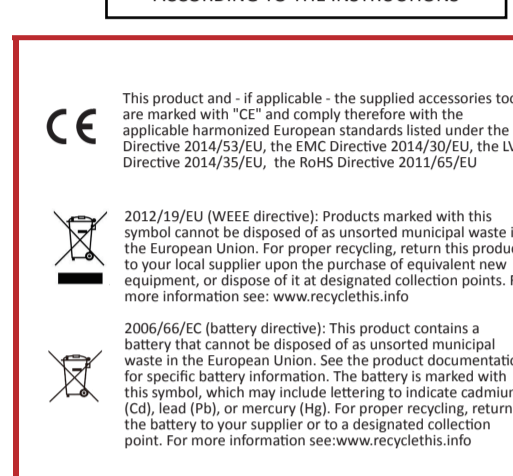 ACCORDING TO THE INSTRUCTIONS
CE
This product and - if applicable - the supplied accessories too
are marked with "CE" and comply therefore with the
applicable harmonized European standards listed under the
Directive 2014/53/EU, the EMC Directive 2014/30/EU, the LV
Directive 2014/35/EU, the RoHS Directive 2011/65/EU
2012/19/EU (WEEE directive): Products marked with this
symbol cannot be disposed of as unsorted municipal waste i
the European Union. For proper recycling, return this produc
to your local supplier upon the purchase of equivalent new
equipment, or dispose of it at designated collection points. F
more information see: www.recyclethis.info
2006/66/EC (battery directive): This product contains a
battery that cannot be disposed of as unsorted municipal
waste in the European Union. See the product documentatio
for specific battery information. The battery is marked with
this symbol, which may include lettering to indicate cadmium
(Cd), lead (Pb), or mercury (Hg). For proper recycling, return
the battery to your supplier or to a designated collection
point. For more information see:www.recyclethis.info